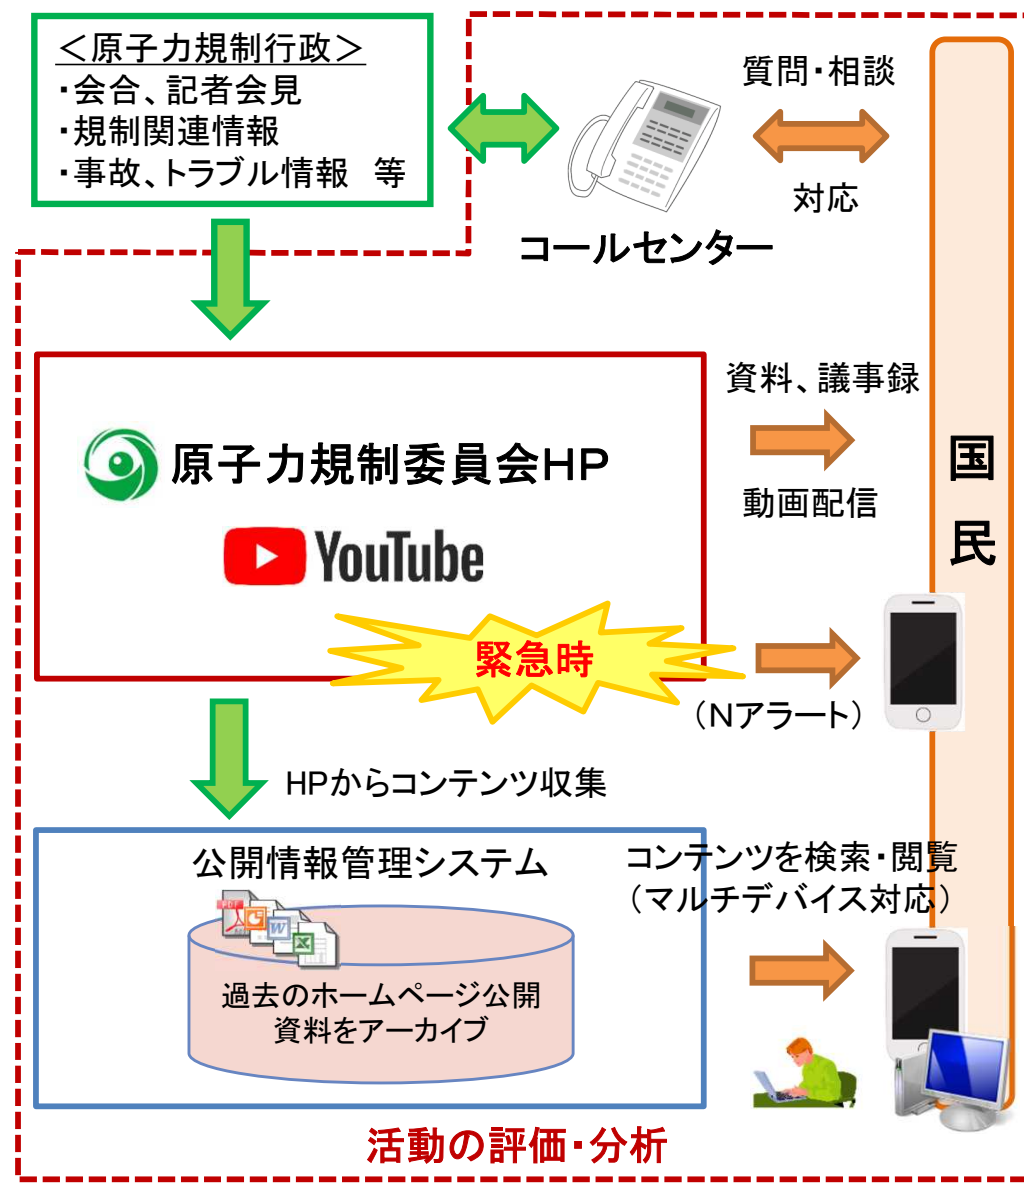 ＜原子力規制行政＞
・会合、記者会見
・規制関連情報
・事故、トラブル情報　等
質問・相談
対応
コールセンター
資料、議事録
動画配信
原子力規制委員会HP
YouTube
緊急時
（Nアラート）
国民
HPからコンテンツ収集
公開情報管理システム
PDF
W
X
過去のホームページ公開
資料をアーカイブ
コンテンツを検索・閲覧
（マルチデバイス対応）
活動の評価・分析